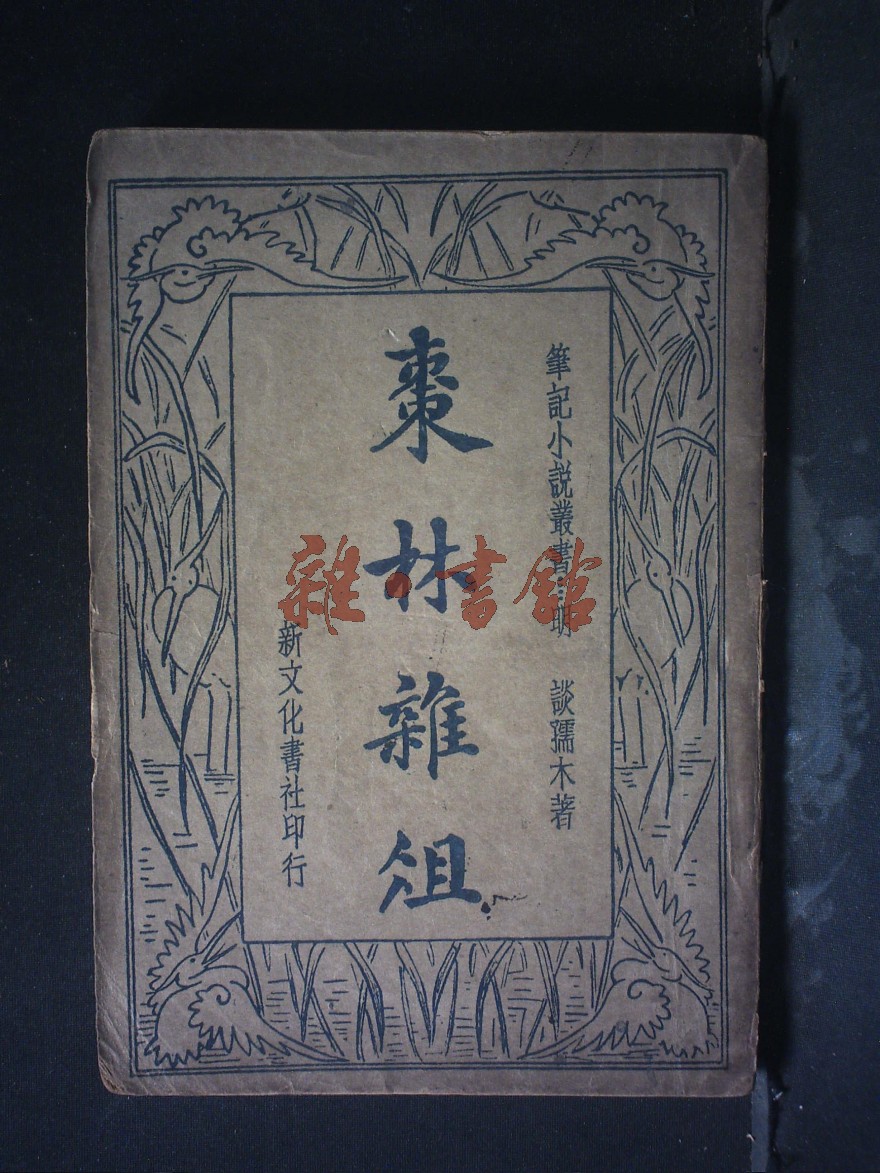 筆記小說叢書:明 談孺木著
棗林雜俎
新文化書社印行
雜·書館